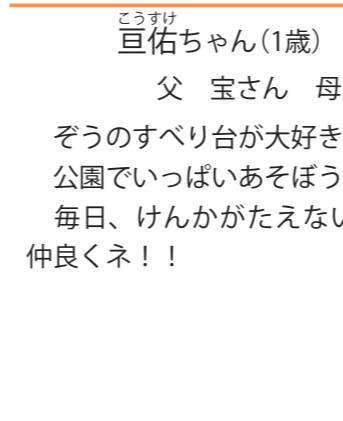 こうすけ
亘佑ちゃん（1歳）
父　宝さん　母
ぞうのすべり台が大好き
公園でいっぱいあそぼう
毎日、けんかがたえない
仲良くネ！！